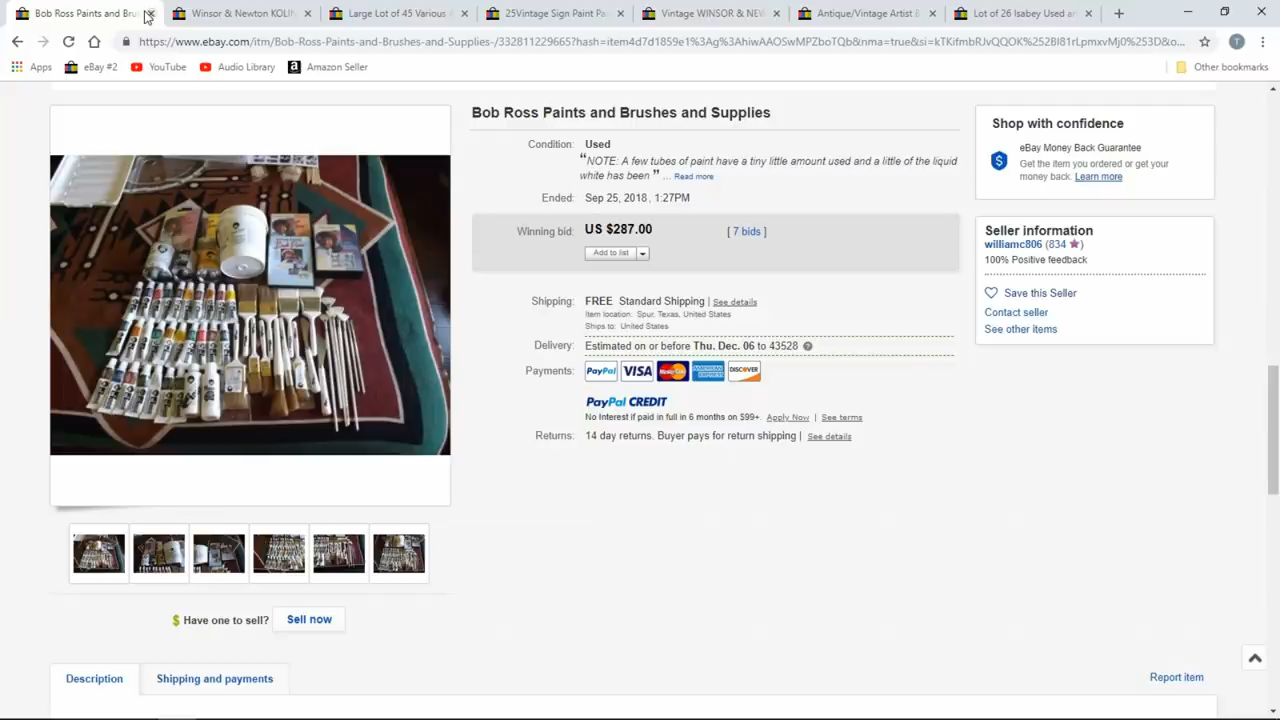 Bob Ross Paints and Bru
Winsor & Newton KOLIN
Large Lot of 45 Various
25Vintage Sign Paint Pa
Vintage WINSOR & NEW
Antique/Vintage Artist B
Lot of 26 Isabey Used an
https://www.ebay.com/itm/Bob-Ross-Paints-and-Brushes-and-Supplies-/332811229665?hash=item4d7d1859e1%3Ag%3AhiwAAOSwMPZboTQb&nma=true&si=kTKifmbRJvQQOK%252BI81rLpmxvMj0%253D&o...
T
Apps
eBay #2
YouTube
Audio Library
a
Amazon Seller
Other bookmarks
Bob Ross Paints and Brushes and Supplies
Condition: Used
“NOTE: A few tubes of paint have a tiny little amount used and a little of the liquid
white has been ” ... Read more
Ended: Sep 25, 2018 , 1:27PM
Winning bid: US $287.00 [ 7 bids ]
Add to list
Shipping: FREE Standard Shipping | See details
Item location: Spur, Texas, United States
Ships to: United States
Delivery: Estimated on or before Thu. Dec. 06 to 43528
Payments: PayPal VISA MasterCard AMERICAN EXPRESS DISCOVER
PayPal CREDIT
No Interest if paid in full in 6 months on $99+. Apply Now | See terms
Returns: 14 day returns. Buyer pays for return shipping | See details
Shop with confidence
eBay Money Back Guarantee
Get the item you ordered or get your
money back. Learn more
Seller information
williamc806 (834 ★)
100% Positive feedback
Save this Seller
Contact seller
See other items
$ Have one to sell? Sell now
Description
Shipping and payments
Report item